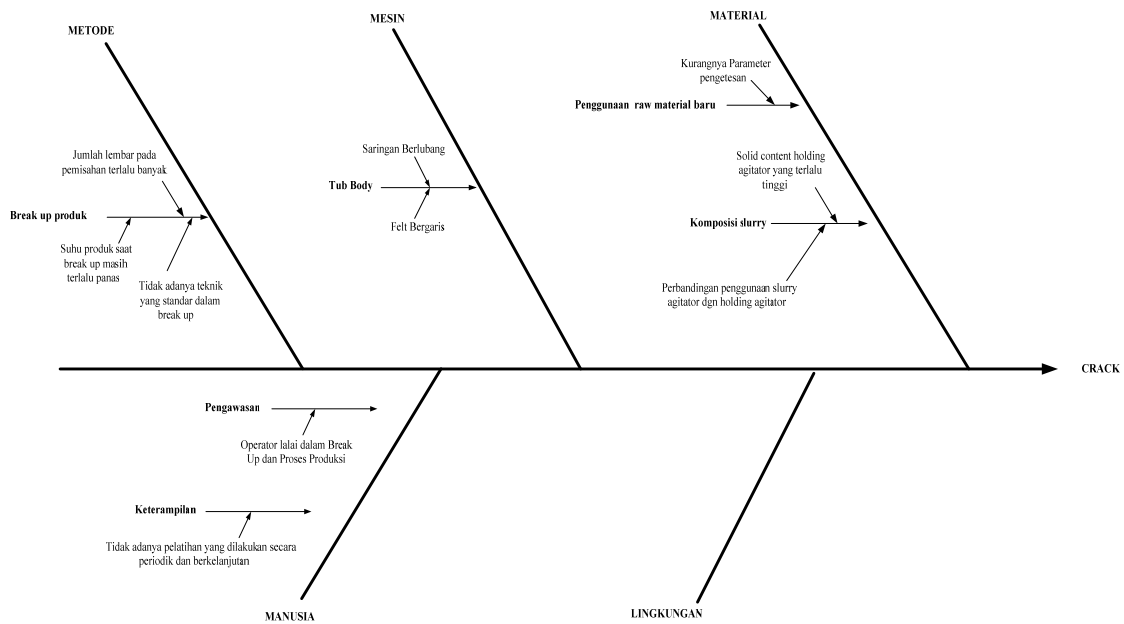 METODE
MESIN
MATERIAL
Kurangnya Parameter
pengetesan
Penggunaan raw material baru
Jumlah lembar pada
pemisahan terlalu banyak
Break up produk
Suhu produk saat
break up masih
terlalu panas
Tidak adanya teknik
yang standar dalam
break up
Saringan Berlubang
Tub Body
Felt Bergaris
Solid content holding
agitator yang terlalu
tinggi
Komposisi slurry
Perbandingan penggunaan slurry
agitator dgn holding agitator
CRACK
Pengawasan
Operator lalai dalam Break
Up dan Proses Produksi
Keterampilan
Tidak adanya pelatihan yang dilakukan secara
periodik dan berkelanjutan
MANUSIA
LINGKUNGAN